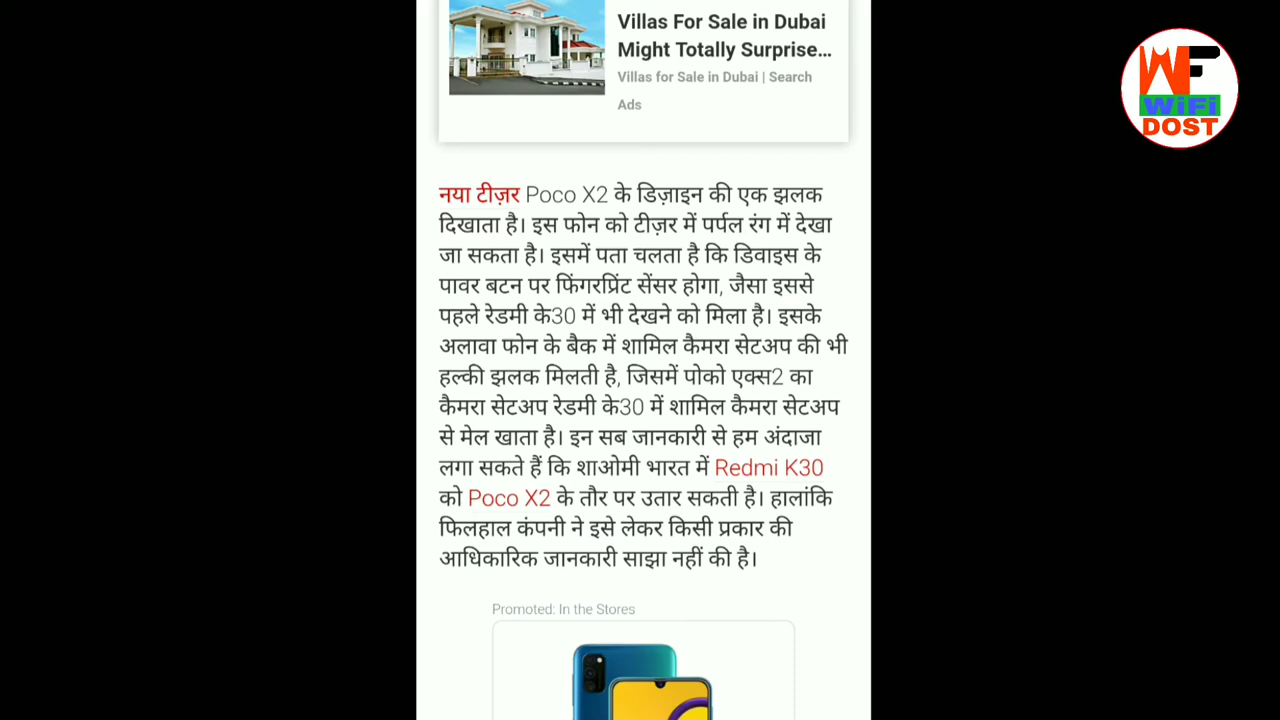 Villas For Sale in Dubai
Might Totally Surprise...
Villas for Sale in Dubai | Search
Ads
WF
WiFi
DOST
नया टीज़र Poco X2 के डिज़ाइन की एक झलक
दिखाता है। इस फोन को टीज़र में पर्पल रंग में देखा
जा सकता है। इसमें पता चलता है कि डिवाइस के
पावर बटन पर फिंगरप्रिंट सेंसर होगा, जैसा इससे
पहले रेडमी के30 में भी देखने को मिला है। इसके
अलावा फोन के बैक में शामिल कैमरा सेटअप की भी
हल्की झलक मिलती है, जिसमें पोको एक्स2 का
कैमरा सेटअप रेडमी के30 में शामिल कैमरा सेटअप
से मेल खाता है। इन सब जानकारी से हम अंदाजा
लगा सकते हैं कि शाओमी भारत में Redmi K30
को Poco X2 के तौर पर उतार सकती है। हालांकि
फिलहाल कंपनी ने इसे लेकर किसी प्रकार की
आधिकारिक जानकारी साझा नहीं की है।
Promoted: In the Stores